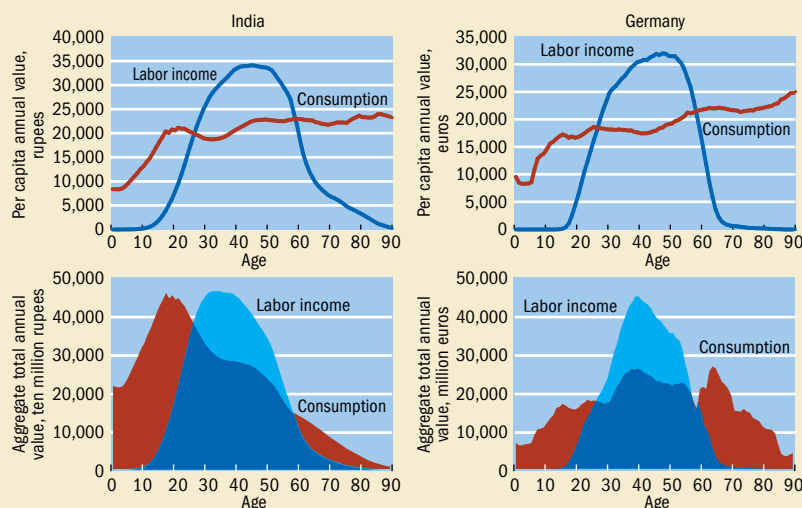 India
Per capita annual value,
rupees
40,000
35,000
30,000
25,000
20,000
15,000
10,000
5,000
0
Labor income
Consumption
0 10 20 30 40 50 60 70 80 90
Age
Germany
Per capita annual value,
euros
35,000
30,000
25,000
20,000
15,000
10,000
5,000
0
Labor income
Consumption
0 10 20 30 40 50 60 70 80 90
Age
Aggregate total annual
value, ten million rupees
50,000
40,000
30,000
20,000
10,000
0
Labor income
Consumption
0 10 20 30 40 50 60 70 80 90
Age
Aggregate total annual
value, million euros
50,000
40,000
30,000
20,000
10,000
0
Labor income
Consumption
0 10 20 30 40 50 60 70 80 90
Age